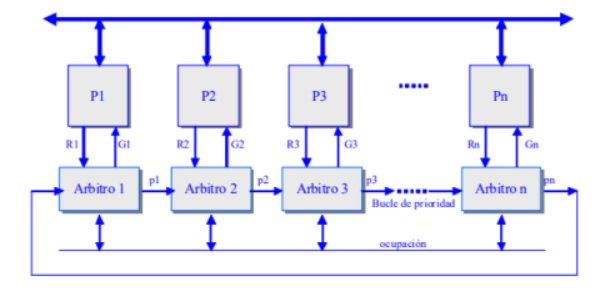 P1 P2 P3 Pn
R1 G1 R2 G2 R3 G3 Rn Gn
Arbitro 1 p1 Arbitro 2 p2 Arbitro 3 p3 Arbitro n pn
Bucle de prioridad
ocupación